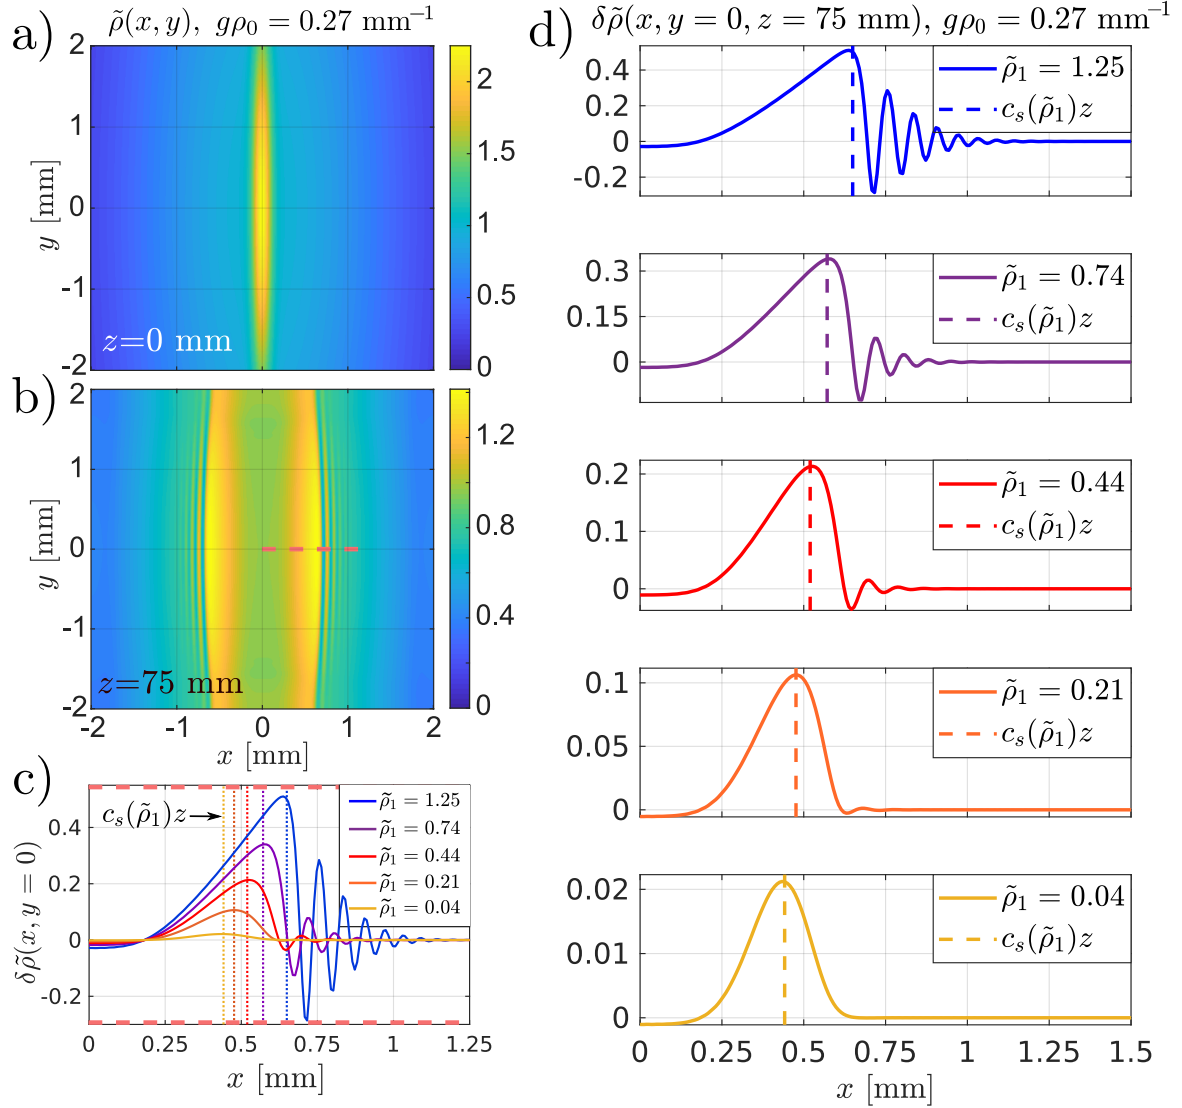 a)
ρ̃(x, y), gρ₀ = 0.27 mm⁻¹
2
1
0
-1
-2
y [mm]
z=0 mm
2
1.5
1
0.5
0
b)
2
1
0
-1
-2
y [mm]
z=75 mm
-2
-1
0
1
2
x [mm]
1.2
0.8
0.4
0
c)
0.4
0.2
0
-0.2
δρ̃(x, y = 0)
cₛ(ρ̃₁)z
ρ̃₁ = 1.25
ρ̃₁ = 0.74
ρ̃₁ = 0.44
ρ̃₁ = 0.21
ρ̃₁ = 0.04
0
0.25
0.5
0.75
1
1.25
x [mm]
d)
δρ̃(x, y = 0, z = 75 mm), gρ₀ = 0.27 mm⁻¹
0.4
0.2
0
-0.2
ρ̃₁ = 1.25
cₛ(ρ̃₁)z
0.3
0.15
0
ρ̃₁ = 0.74
cₛ(ρ̃₁)z
0.2
0.1
0
ρ̃₁ = 0.44
cₛ(ρ̃₁)z
0.1
0.05
0
ρ̃₁ = 0.21
cₛ(ρ̃₁)z
0.02
0.01
0
ρ̃₁ = 0.04
cₛ(ρ̃₁)z
0
0.25
0.5
0.75
1
1.25
1.5
x [mm]